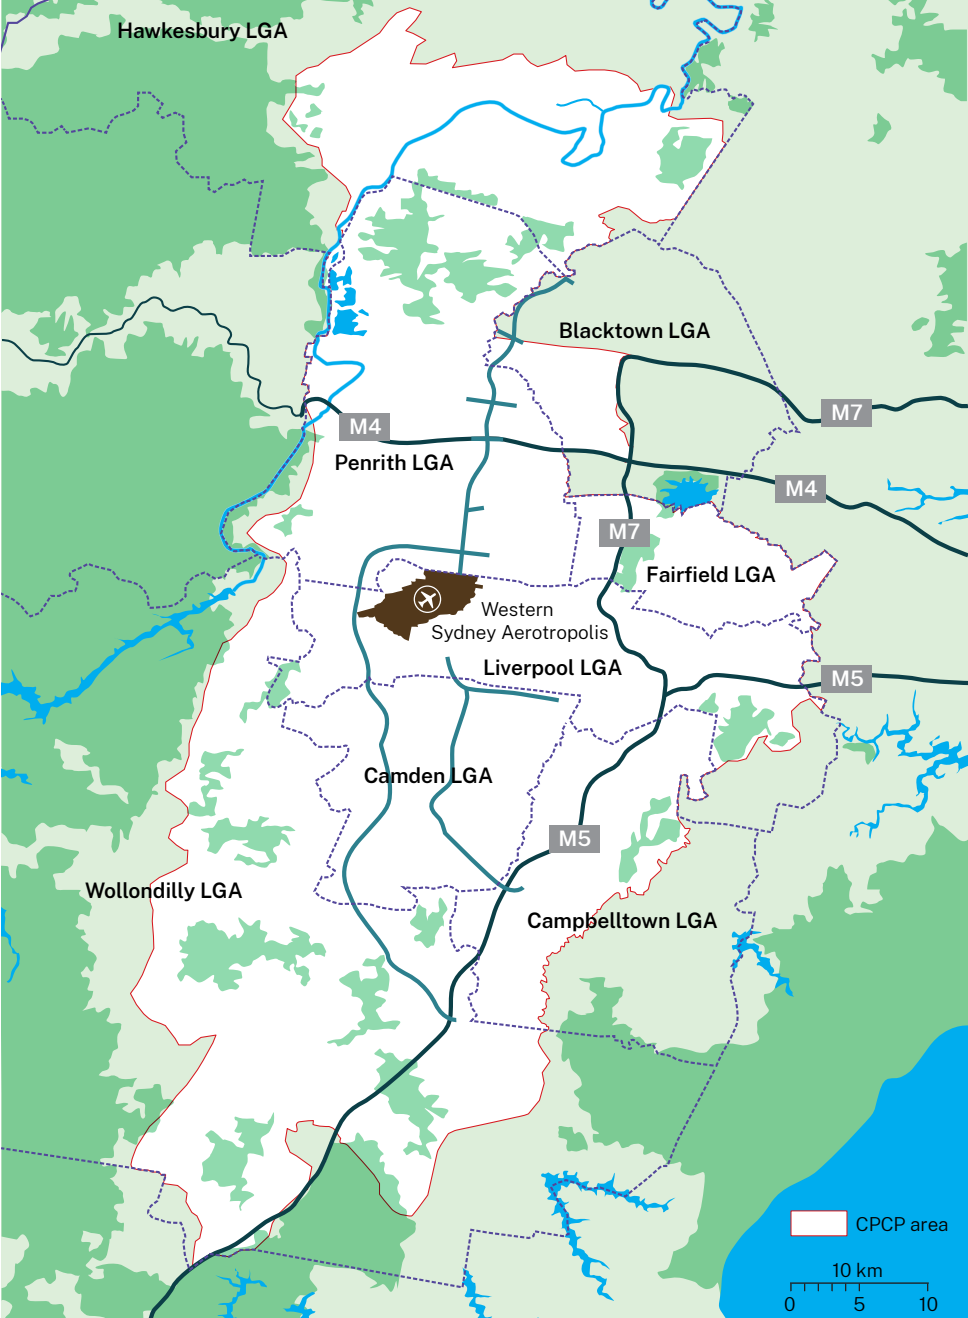 Hawkesbury LGA
Blacktown LGA
M7
M4
Penrith LGA
M4
M7
Fairfield LGA
Western
Sydney Aerotropolis
Liverpool LGA
M5
Camden LGA
M5
Wollondilly LGA
Campbelltown LGA
CPCP area
10 km
0 5 10